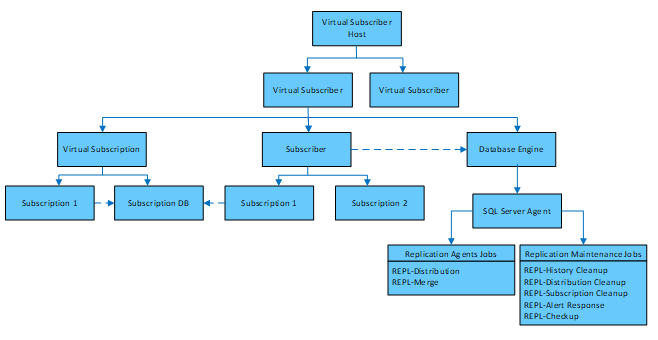 Virtual Subscriber
Host
Virtual Subscriber
Virtual Subscriber
Virtual Subscription
Subscriber
Database Engine
Subscription 1
Subscription DB
Subscription 1
Subscription 2
SQL Server Agent
Replication Agents Jobs
REPL-Distribution
REPL-Merge
Replication Maintenance Jobs
REPL-History Cleanup
REPL-Distribution Cleanup
REPL-Subscription Cleanup
REPL-Alert Response
REPL-Checkup